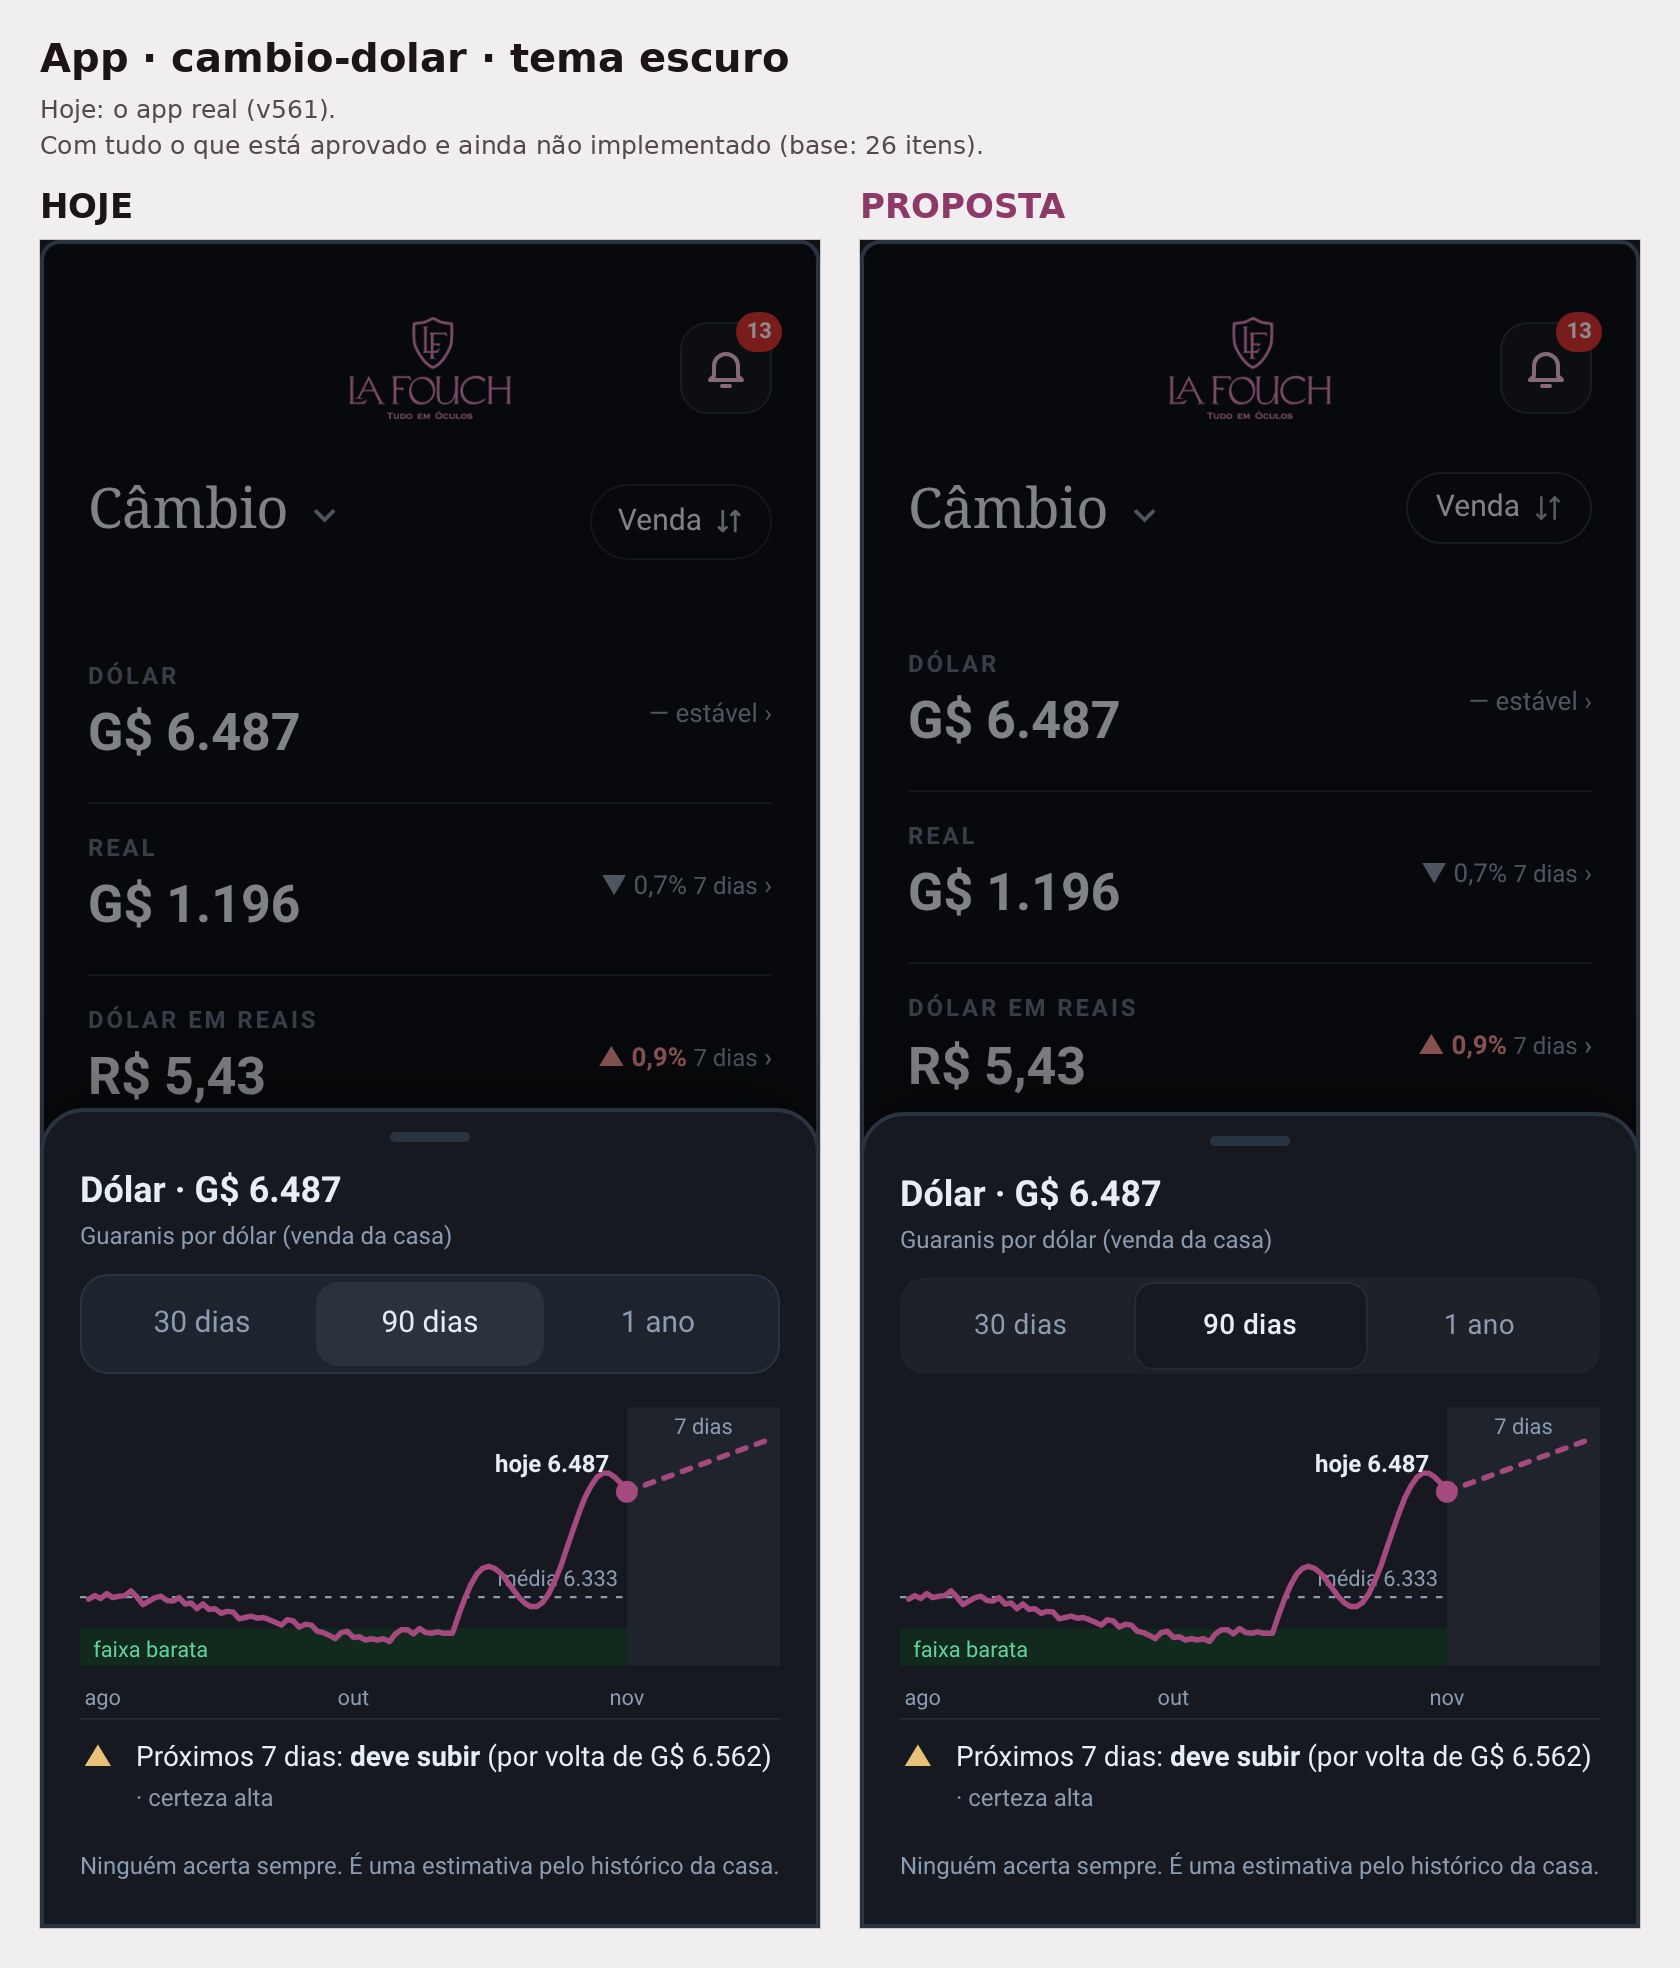 App · cambio-dolar · tema escuro
Hoje: o app real (v561).
Com tudo o que está aprovado e ainda não implementado (base: 26 itens).
HOJE
LF
LA FOUCH
TUDO EM ÓCULOS
13
Câmbio
Venda
DÓLAR
G$ 6.487
— estável ›
REAL
G$ 1.196
▼ 0,7% 7 dias ›
DÓLAR EM REAIS
R$ 5,43
▲ 0,9% 7 dias ›
Dólar · G$ 6.487
Guaranis por dólar (venda da casa)
30 dias 90 dias 1 ano
7 dias
hoje 6.487
média 6.333
faixa barata
ago out nov
Próximos 7 dias: deve subir (por volta de G$ 6.562)
· certeza alta
Ninguém acerta sempre. É uma estimativa pelo histórico da casa.
PROPOSTA
LF
LA FOUCH
TUDO EM ÓCULOS
13
Câmbio
Venda
DÓLAR
G$ 6.487
— estável ›
REAL
G$ 1.196
▼ 0,7% 7 dias ›
DÓLAR EM REAIS
R$ 5,43
▲ 0,9% 7 dias ›
Dólar · G$ 6.487
Guaranis por dólar (venda da casa)
30 dias 90 dias 1 ano
7 dias
hoje 6.487
média 6.333
faixa barata
ago out nov
Próximos 7 dias: deve subir (por volta de G$ 6.562)
· certeza alta
Ninguém acerta sempre. É uma estimativa pelo histórico da casa.